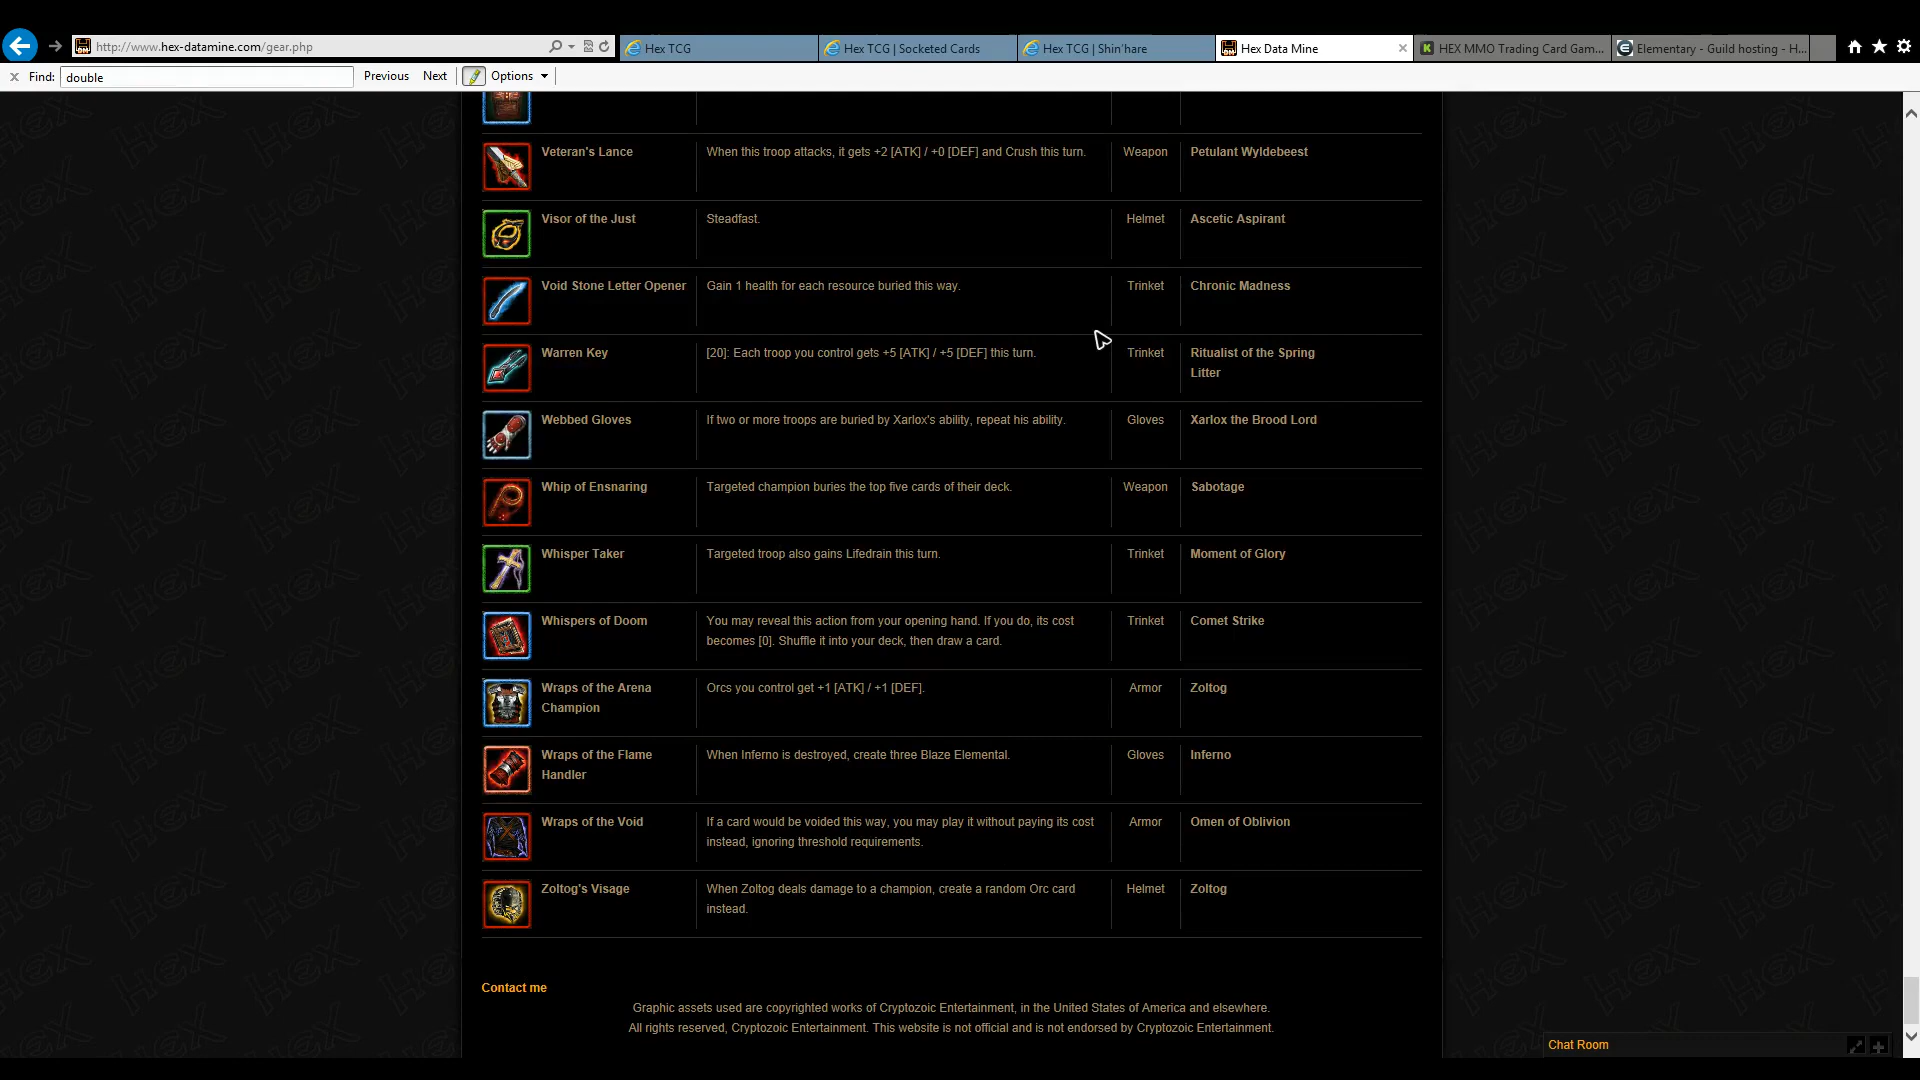 http://www.hex-datamine.com/gear.php
Hex TCG
Hex TCG | Socketed Cards
Hex TCG | Shin'hare
Hex Data Mine
HEX MMO Trading Card Gam...
Elementary - Guild hosting - H...
Find: double Previous Next Options
Veteran's Lance When this troop attacks, it gets +2 [ATK] / +0 [DEF] and Crush this turn. Weapon Petulant Wyldebeest
Visor of the Just Steadfast. Helmet Ascetic Aspirant
Void Stone Letter Opener Gain 1 health for each resource buried this way. Trinket Chronic Madness
Warren Key [20]: Each troop you control gets +5 [ATK] / +5 [DEF] this turn. Trinket Ritualist of the Spring
Litter
Webbed Gloves If two or more troops are buried by Xarlox's ability, repeat his ability. Gloves Xarlox the Brood Lord
Whip of Ensnaring Targeted champion buries the top five cards of their deck. Weapon Sabotage
Whisper Taker Targeted troop also gains Lifedrain this turn. Trinket Moment of Glory
Whispers of Doom You may reveal this action from your opening hand. If you do, its cost Trinket Comet Strike
becomes [0]. Shuffle it into your deck, then draw a card.
Wraps of the Arena Orcs you control get +1 [ATK] / +1 [DEF]. Armor Zoltog
Champion
Wraps of the Flame When Inferno is destroyed, create three Blaze Elemental. Gloves Inferno
Handler
Wraps of the Void If a card would be voided this way, you may play it without paying its cost Armor Omen of Oblivion
instead, ignoring threshold requirements.
Zoltog's Visage When Zoltog deals damage to a champion, create a random Orc card Helmet Zoltog
instead.
Contact me
Graphic assets used are copyrighted works of Cryptozoic Entertainment, in the United States of America and elsewhere.
All rights reserved, Cryptozoic Entertainment. This website is not official and is not endorsed by Cryptozoic Entertainment.
Chat Room